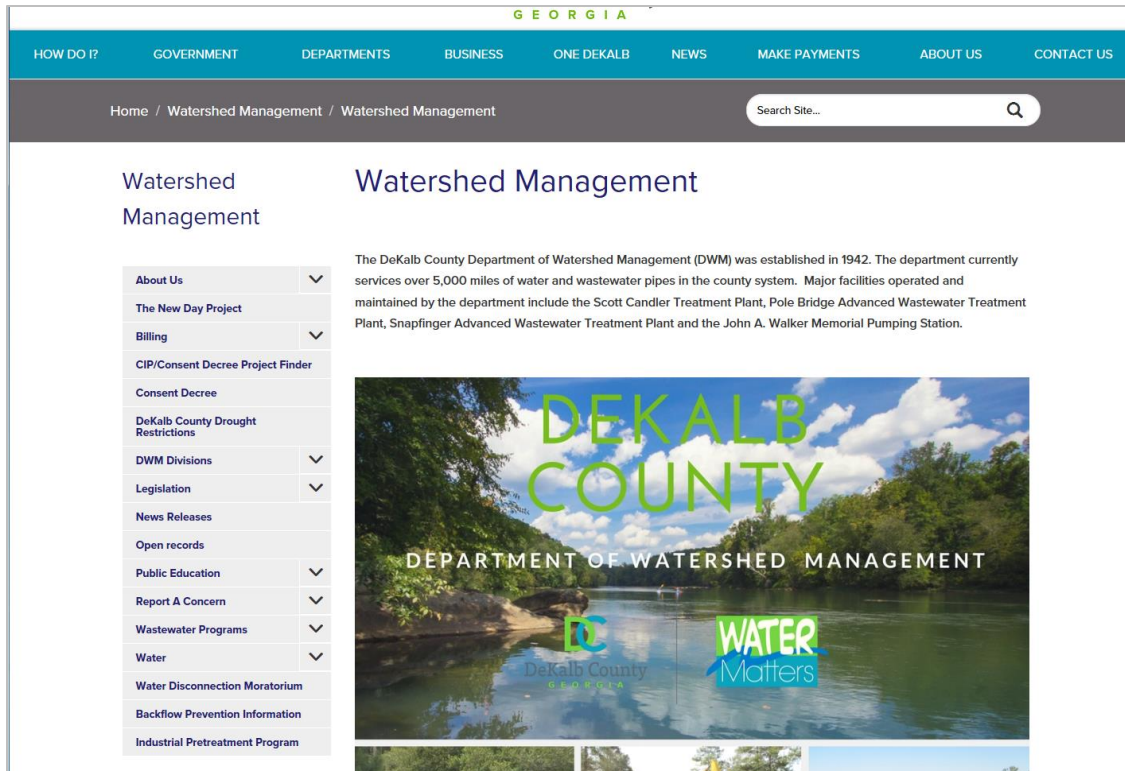 GEORGIA
HOW DO I?
GOVERNMENT
DEPARTMENTS
BUSINESS
ONE DEKALB
NEWS
MAKE PAYMENTS
ABOUT US
CONTACT US
Home / Watershed Management / Watershed Management
Search Site...
Watershed
Management
About Us
The New Day Project
Billing
CIP/Consent Decree Project Finder
Consent Decree
DeKalb County Drought
Restrictions
DWM Divisions
Legislation
News Releases
Open records
Public Education
Report A Concern
Wastewater Programs
Water
Water Disconnection Moratorium
Backflow Prevention Information
Industrial Pretreatment Program
Watershed Management
The DeKalb County Department of Watershed Management (DWM) was established in 1942. The department currently
services over 5,000 miles of water and wastewater pipes in the county system. Major facilities operated and
maintained by the department include the Scott Candler Treatment Plant, Pole Bridge Advanced Wastewater Treatment
Plant, Snapfinger Advanced Wastewater Treatment Plant and the John A. Walker Memorial Pumping Station.
DEKALB
COUNTY
DEPARTMENT OF WATERSHED MANAGEMENT
DC
DeKalb County
GEORGIA
WATER
Matters